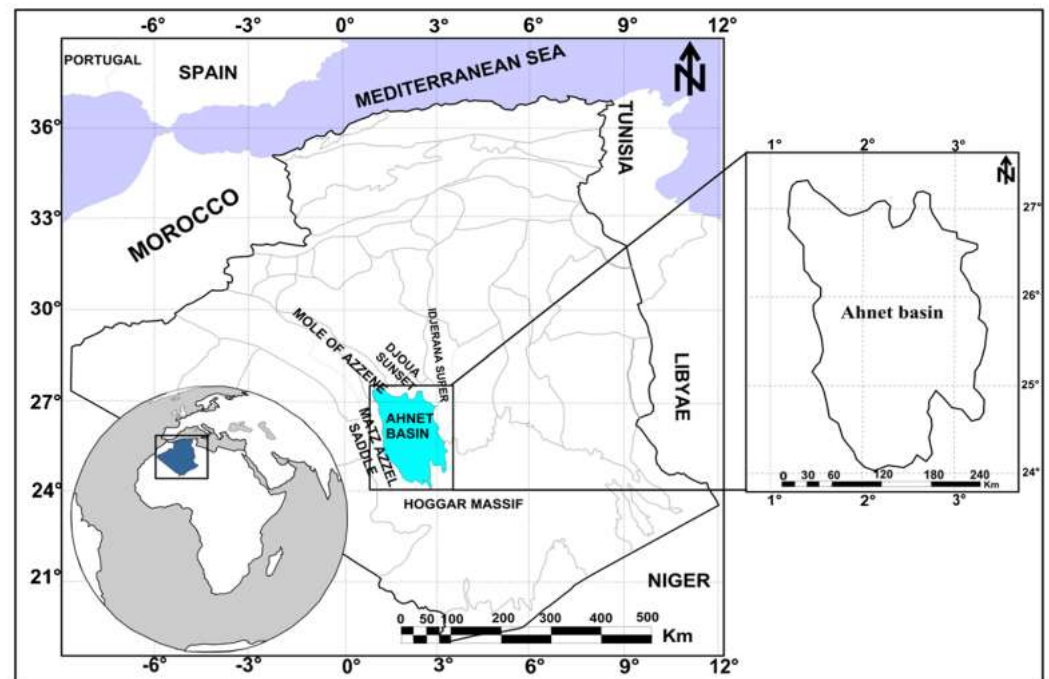 -6° -3° 0° 3° 6° 9° 12°
PORTUGAL
SPAIN
MEDITERRANEAN SEA
N
36°
TUNISIA
MOROCCO
33°
30°
MOLE OF AZZENE
DJOUA
SUNSET
IDJERANA SUPER
LIBYAE
27°
AHNET
BASIN
MATZ AZZEL
SADDLE
24°
HOGGAR MASSIF
21°
NIGER
0 50 100 200 300 400 500
Km
-6° -3° 0° 3° 6° 9° 12°
1° 2° 3°
N
27°
26°
Ahnet basin
25°
24°
0 30 60 120 180 240
Km
1° 2° 3°